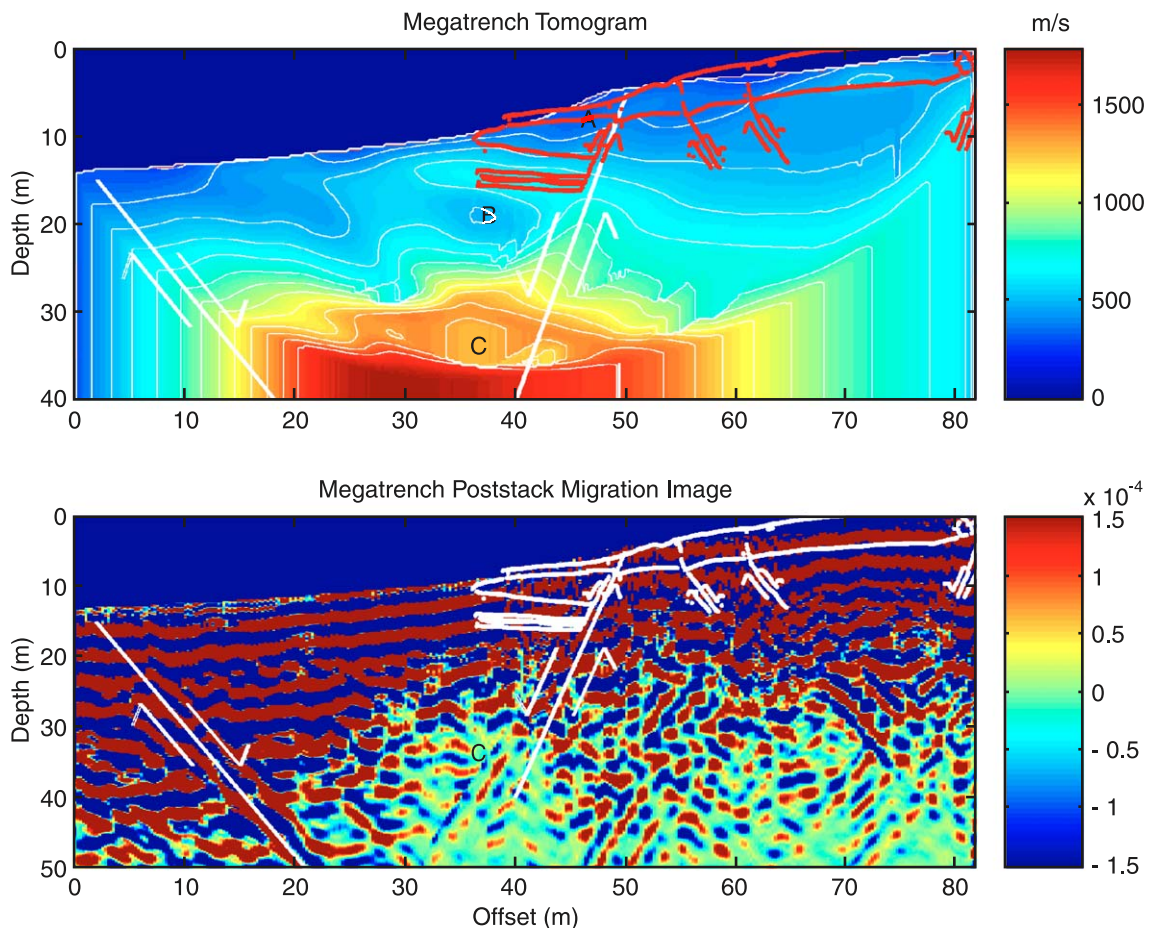 Megatrench Tomogram
m/s
0
10
20
30
40
Depth (m)
A
B
C
0 10 20 30 40 50 60 70 80
1500
1000
500
0
Megatrench Poststack Migration Image
x 10-4
0
10
20
30
40
50
Depth (m)
C
0 10 20 30 40 50 60 70 80
Offset (m)
1.5
1
0.5
0
- 0.5
- 1
- 1.5